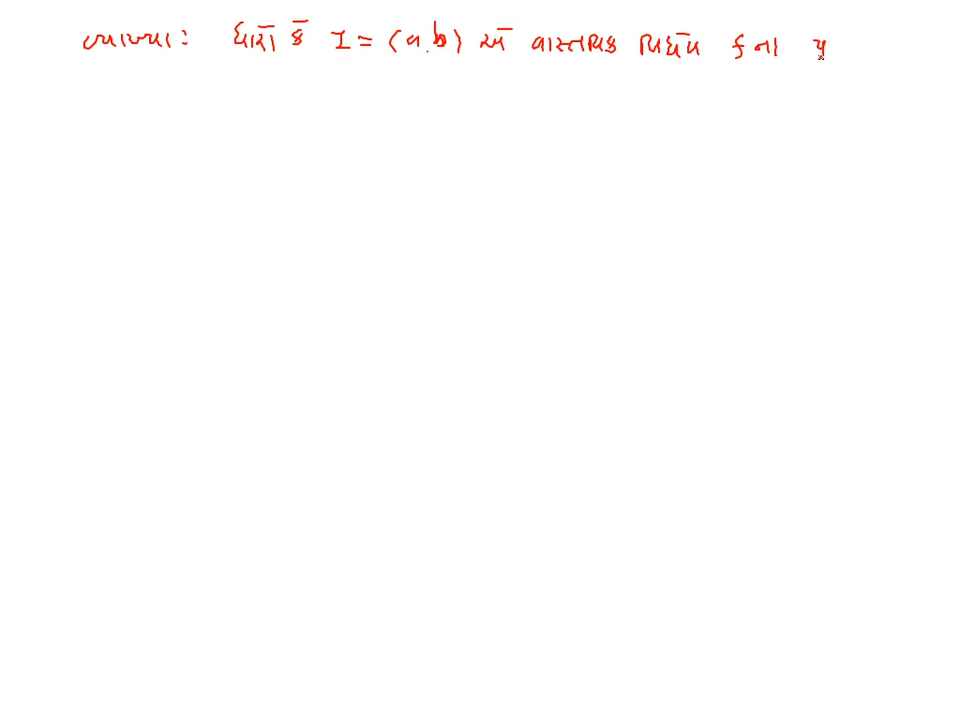 વ્યાખ્યા: ધારો કે I = (a, b) એ વાસ્તવિક વિધેય f ના